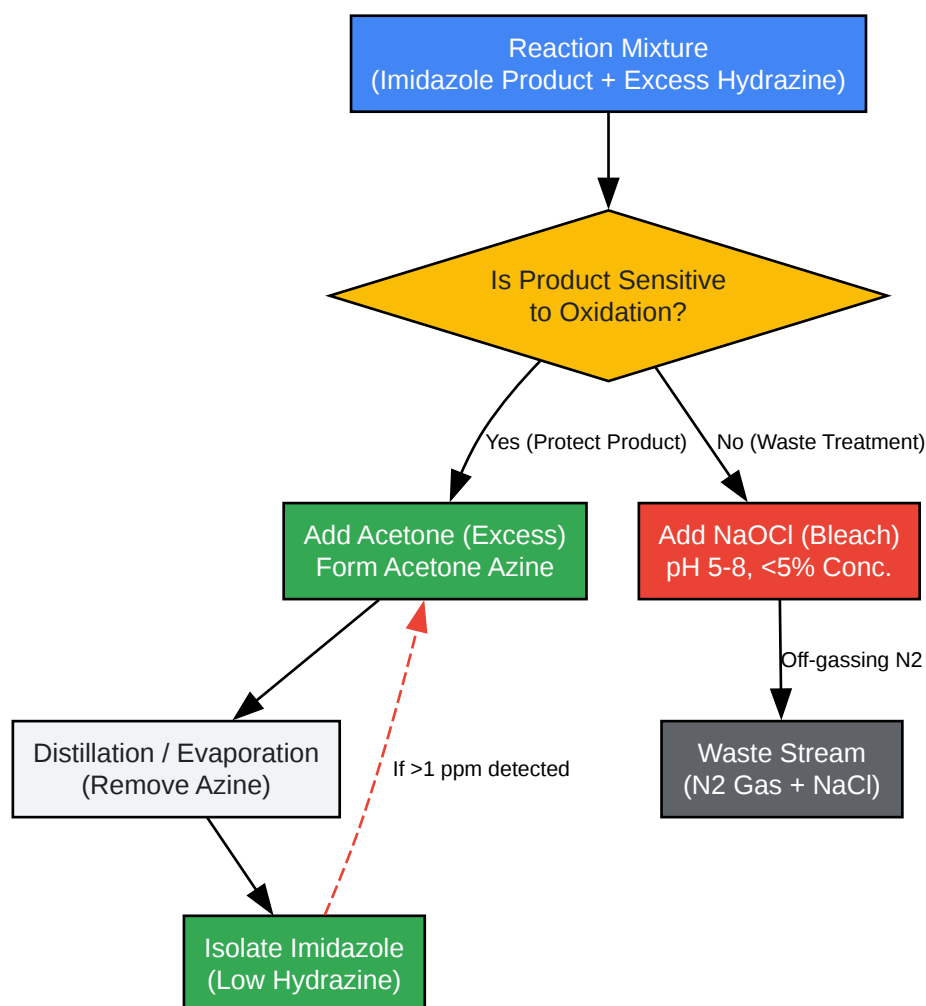 Reaction Mixture
(Imidazole Product + Excess Hydrazine)
Is Product Sensitive
to Oxidation?
Yes (Protect Product)
No (Waste Treatment)
Add Acetone (Excess)
Form Acetone Azine
Add NaOCl (Bleach)
pH 5-8, <5% Conc.
Off-gassing N2
Distillation / Evaporation
(Remove Azine)
If >1 ppm detected
Waste Stream
(N2 Gas + NaCl)
Isolate Imidazole
(Low Hydrazine)